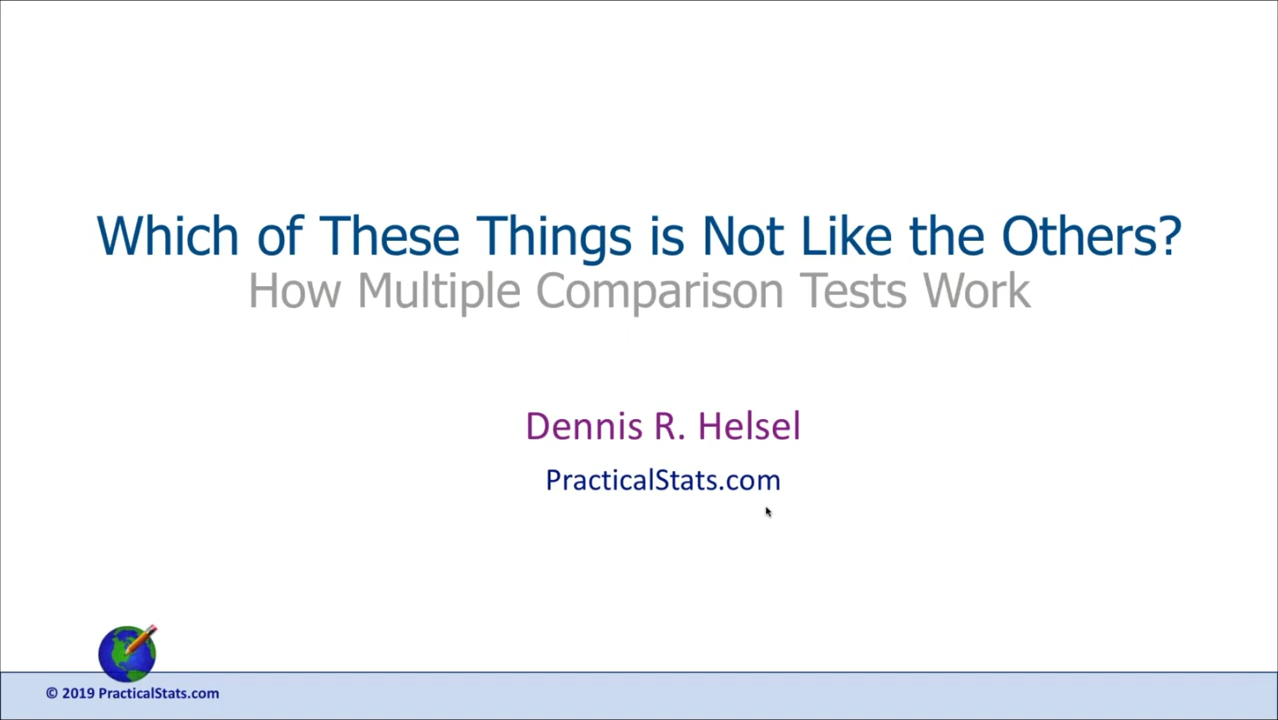 Which of These Things is Not Like the Others?
How Multiple Comparison Tests Work
Dennis R. Helsel
PracticalStats.com
© 2019 PracticalStats.com